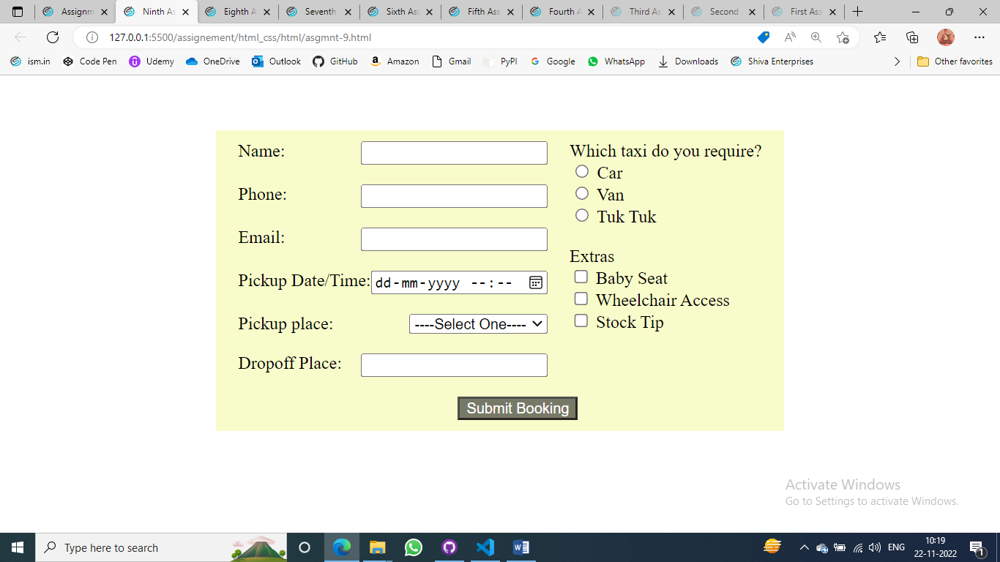 Assignm
Ninth As
Eighth A
Seventh
Sixth Ass
Fifth Ass
Fourth A
Third As
Second
First Ass
127.0.0.1:5500/assignement/html_css/html/asgmnt-9.html
ism.in
Code Pen
Udemy
OneDrive
Outlook
GitHub
Amazon
Gmail
PyPI
Google
WhatsApp
Downloads
Shiva Enterprises
Other favorites
Name:
Phone:
Email:
Pickup Date/Time: dd-mm-yyyy --:--
Pickup place: ----Select One----
Dropoff Place:
Which taxi do you require?
Car
Van
Tuk Tuk
Extras
Baby Seat
Wheelchair Access
Stock Tip
Submit Booking
Activate Windows
Go to Settings to activate Windows.
Type here to search
ENG
10:19
22-11-2022
1